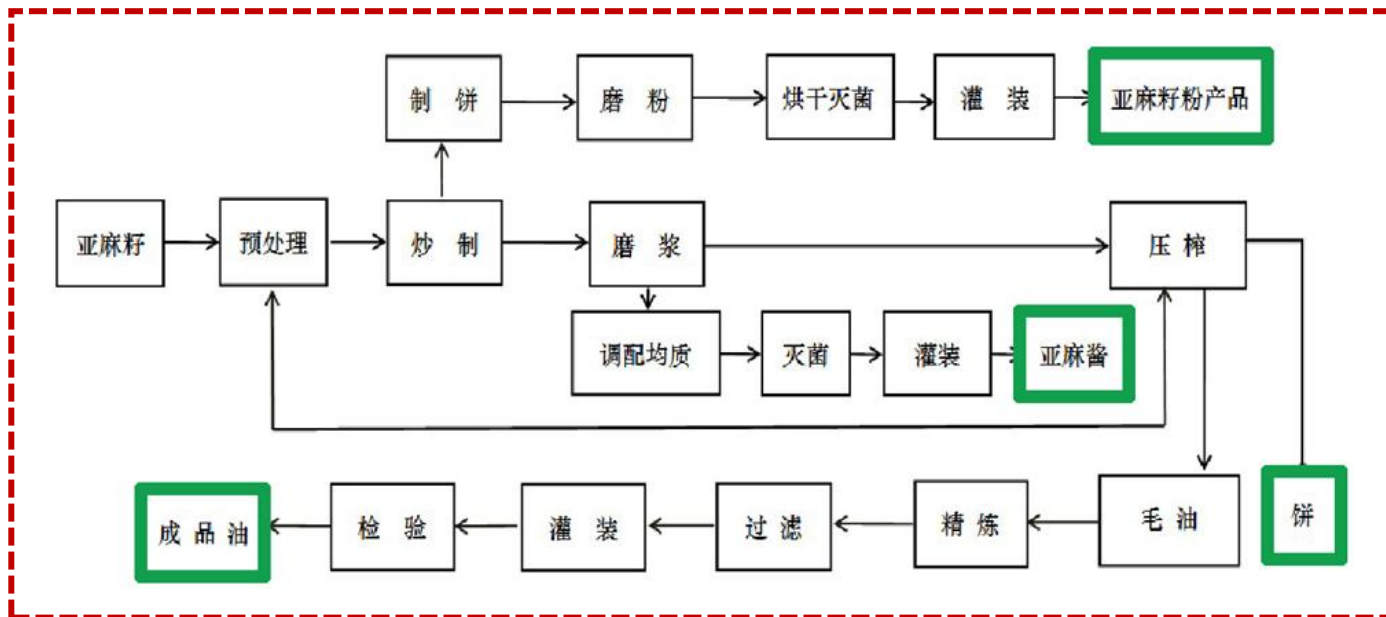 制饼
磨粉
烘干灭菌
灌装
亚麻籽粉产品
亚麻籽
预处理
炒制
磨浆
压榨
调配均质
灭菌
灌装
亚麻酱
成品油
检验
灌装
过滤
精炼
毛油
饼